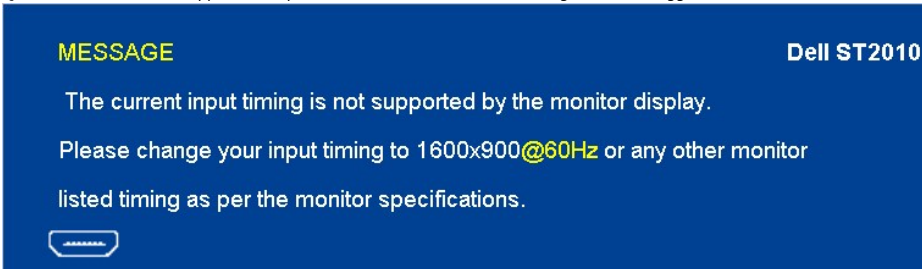 MESSAGE Dell ST2010
The current input timing is not supported by the monitor display.
Please change your input timing to 1600x900@60Hz or any other monitor
listed timing as per the monitor specifications.